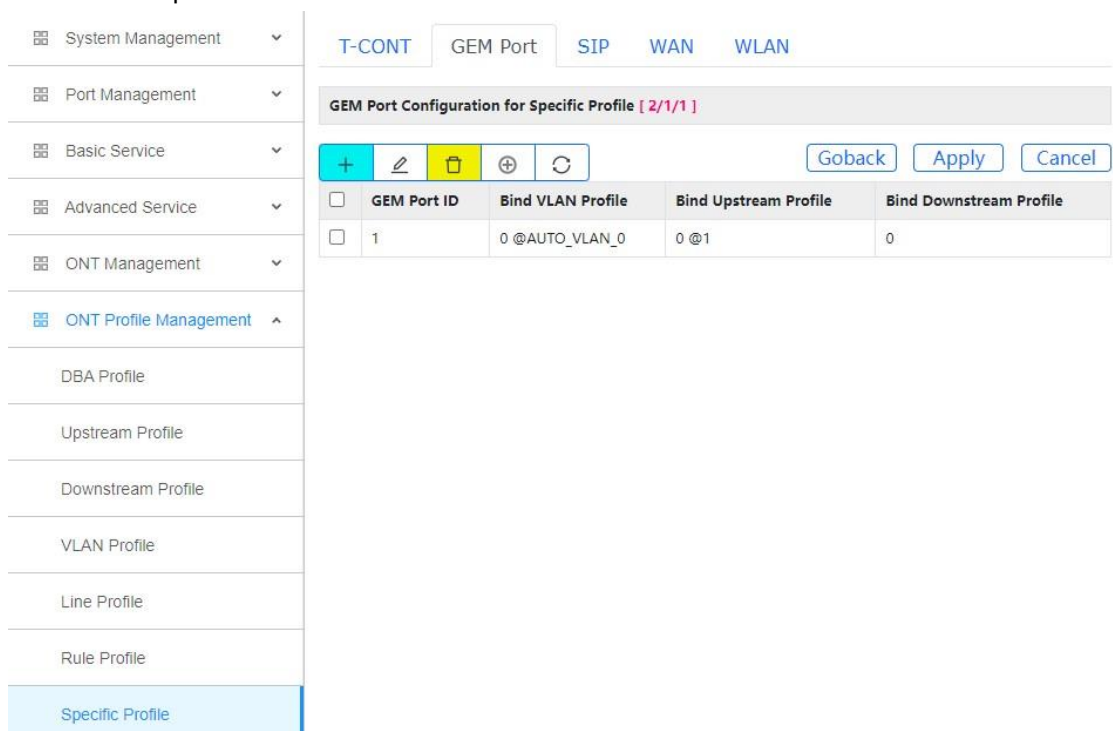 System Management
Port Management
Basic Service
Advanced Service
ONT Management
ONT Profile Management
DBA Profile
Upstream Profile
Downstream Profile
VLAN Profile
Line Profile
Rule Profile
Specific Profile
T-CONT GEM Port SIP WAN WLAN
GEM Port Configuration for Specific Profile [ 2/1/1 ]
Goback Apply Cancel
GEM Port ID Bind VLAN Profile Bind Upstream Profile Bind Downstream Profile
1 0 @AUTO_VLAN_0 0 @1 0